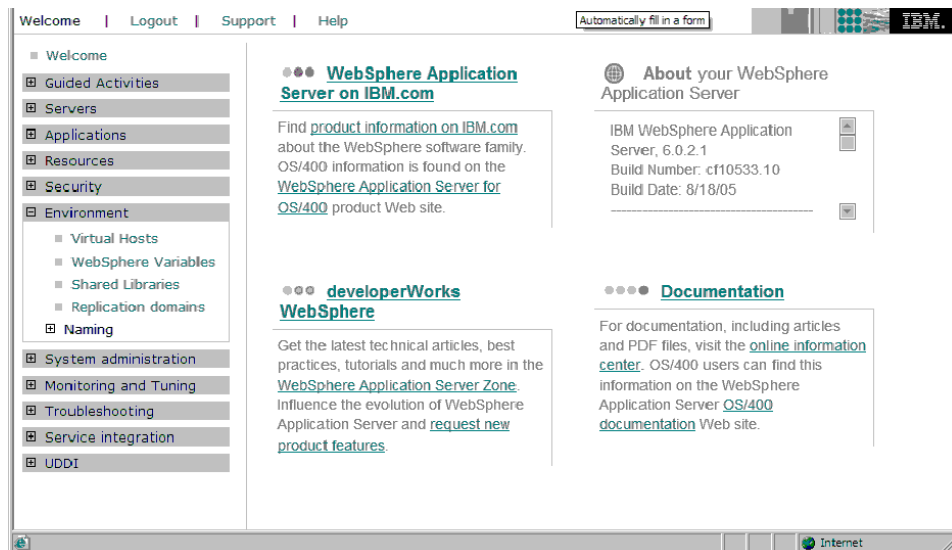 Welcome | Logout | Support | Help
Automatically fill in a form
IBM.
Welcome
Guided Activities
Servers
Applications
Resources
Security
Environment
Virtual Hosts
WebSphere Variables
Shared Libraries
Replication domains
Naming
System administration
Monitoring and Tuning
Troubleshooting
Service integration
UDDI
WebSphere Application
Server on IBM.com
Find product information on IBM.com
about the WebSphere software family.
OS/400 information is found on the
WebSphere Application Server for
OS/400 product Web site.
About your WebSphere
Application Server
IBM WebSphere Application
Server, 6.0.2.1
Build Number: cf10533.10
Build Date: 8/18/05
----------------------------------------
developerWorks
WebSphere
Get the latest technical articles, best
practices, tutorials and much more in the
WebSphere Application Server Zone.
Influence the evolution of WebSphere
Application Server and request new
product features.
Documentation
For documentation, including articles
and PDF files, visit the online information
center. OS/400 users can find this
information on the WebSphere
Application Server OS/400
documentation Web site.
Internet